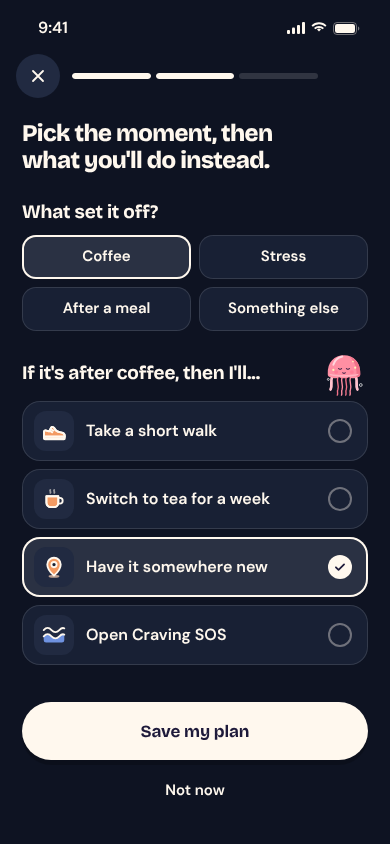 9:41
Pick the moment, then
what you'll do instead.
What set it off?
Coffee
Stress
After a meal
Something else
If it's after coffee, then I'll...
Take a short walk
Switch to tea for a week
Have it somewhere new
Open Craving SOS
Save my plan
Not now